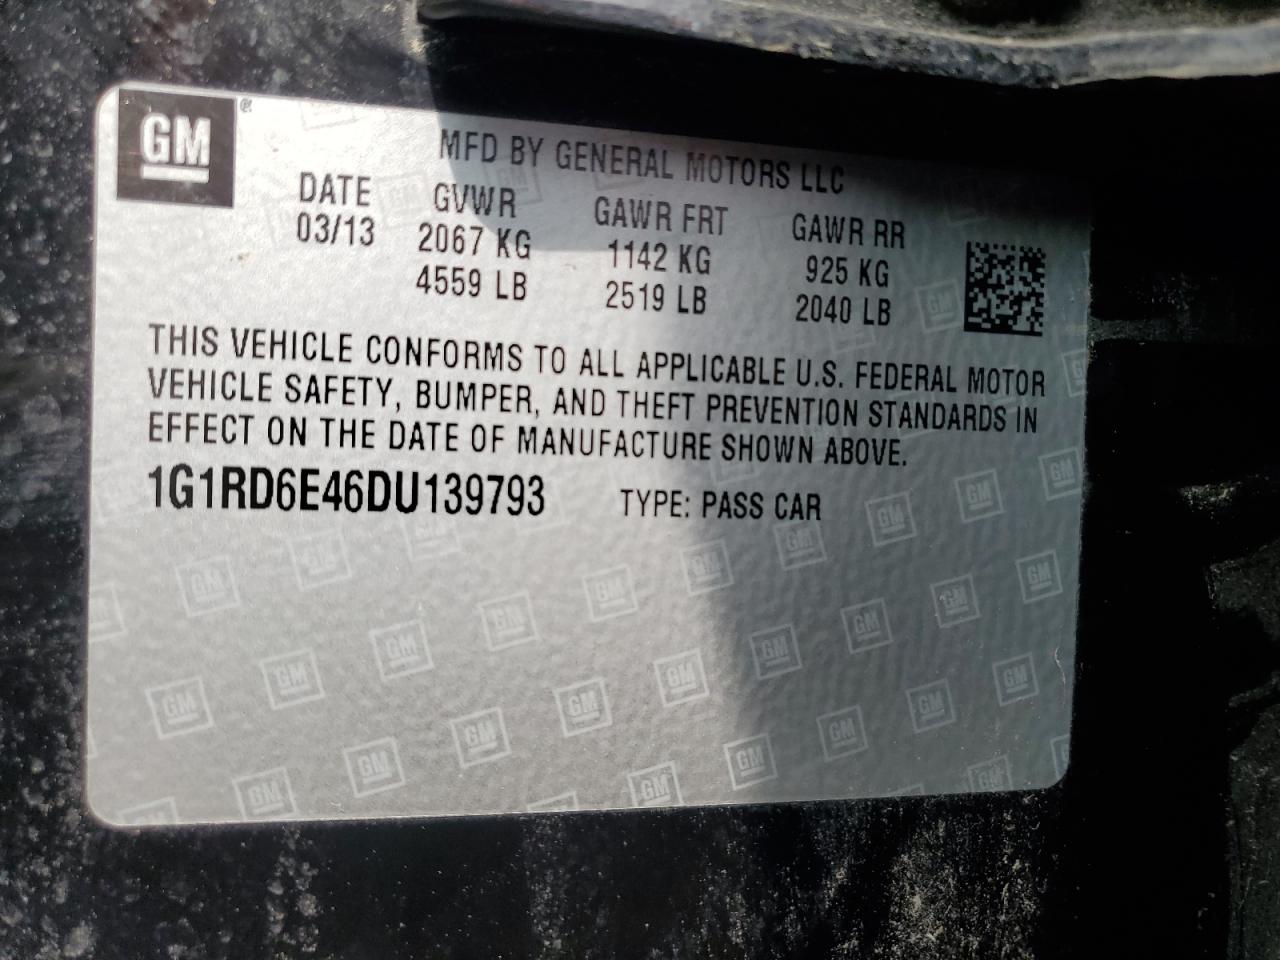 GM
MFD BY GENERAL MOTORS LLC
DATE GVWR GAWR FRT GAWR RR
03/13 2067 KG 1142 KG 925 KG
4559 LB 2519 LB 2040 LB
THIS VEHICLE CONFORMS TO ALL APPLICABLE U.S. FEDERAL MOTOR
VEHICLE SAFETY, BUMPER, AND THEFT PREVENTION STANDARDS IN
EFFECT ON THE DATE OF MANUFACTURE SHOWN ABOVE.
1G1RD6E46DU139793 TYPE: PASS CAR